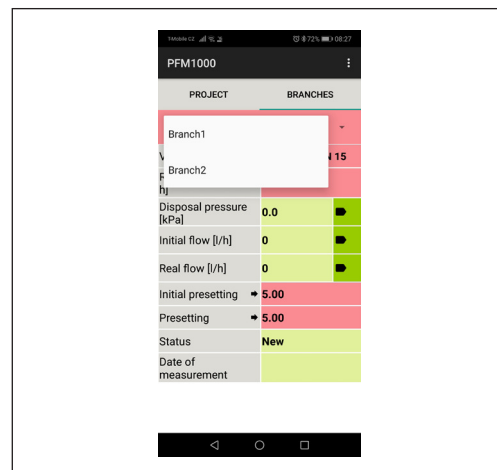 T-Mobile CZ 72% 08:27
PFM1000
PROJECT BRANCHES
Branch1
V N 15
Branch2
h]
Disposal pressure 0.0
[kPa]
Initial flow [l/h] 0
Real flow [l/h] 0
Initial presetting 5.00
Presetting 5.00
Status New
Date of
measurement